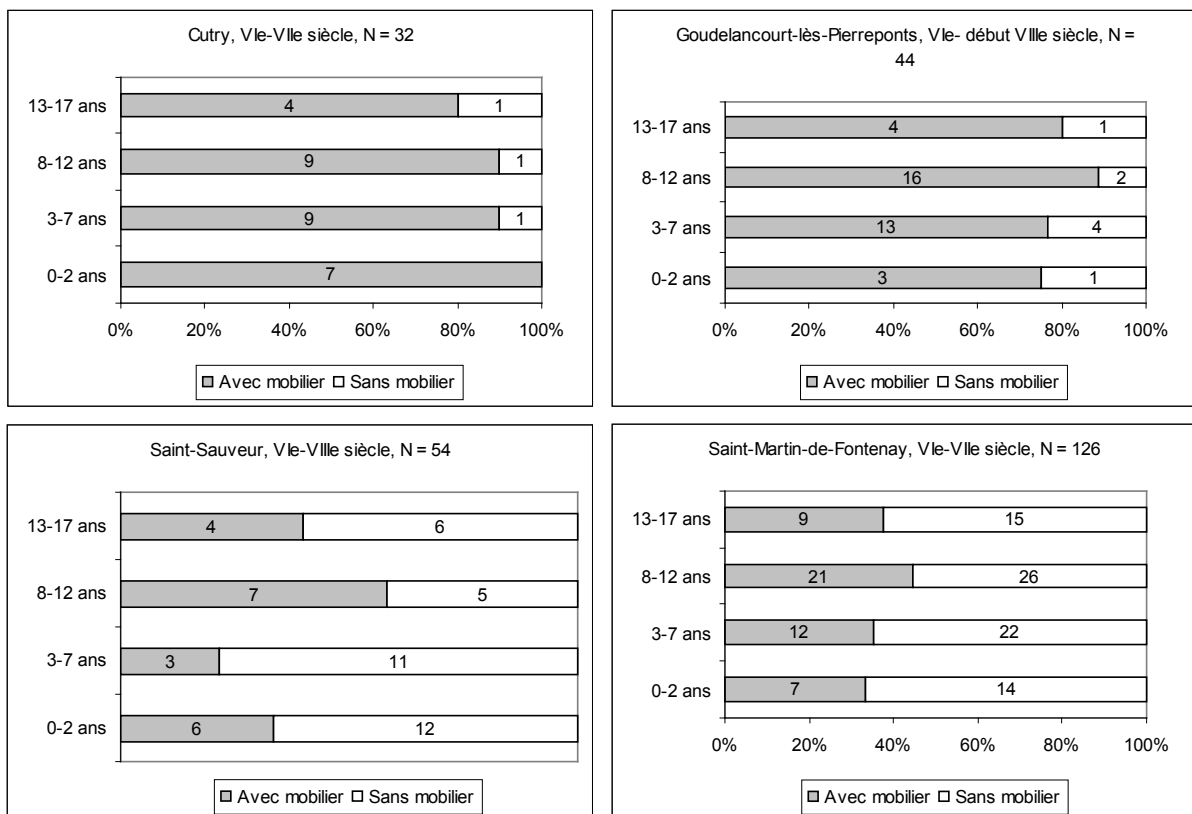 Cutry, VIe-VIIe siècle, N = 32
13-17 ans 4 1
8-12 ans 9 1
3-7 ans 9 1
0-2 ans 7
0% 20% 40% 60% 80% 100%
Avec mobilier Sans mobilier
Goudelancourt-lès-Pierreponts, VIe- début VIIIe siècle, N =
44
13-17 ans 4 1
8-12 ans 16 2
3-7 ans 13 4
0-2 ans 3 1
0% 20% 40% 60% 80% 100%
Avec mobilier Sans mobilier
Saint-Sauveur, VIe-VIIIe siècle, N = 54
13-17 ans 4 6
8-12 ans 7 5
3-7 ans 3 11
0-2 ans 6 12
Avec mobilier Sans mobilier
Saint-Martin-de-Fontenay, VIe-VIIe siècle, N = 126
13-17 ans 9 15
8-12 ans 21 26
3-7 ans 12 22
0-2 ans 7 14
0% 20% 40% 60% 80% 100%
Avec mobilier Sans mobilier